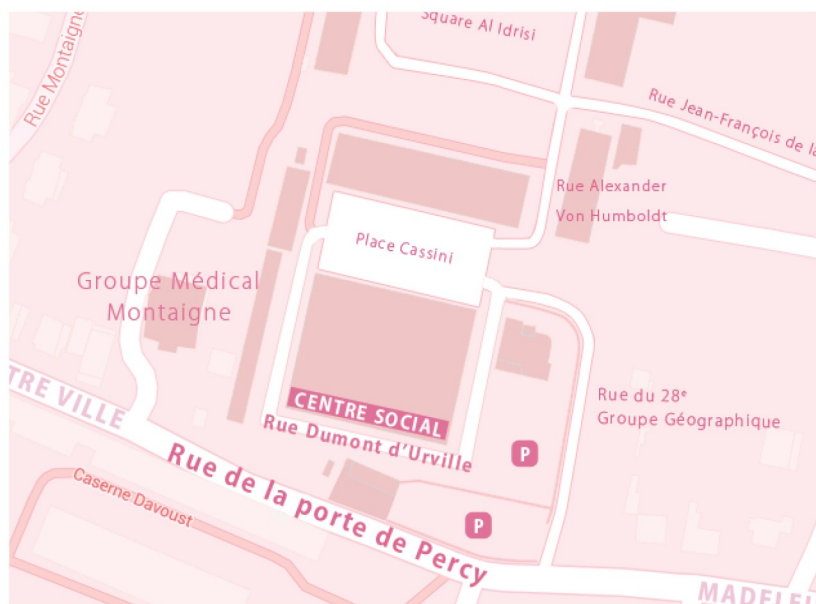 Square Al Idrisi
Rue Montaigne
Rue Jean-François de la
Rue Alexander
Von Humboldt
Place Cassini
Groupe Médical
Montaigne
TRE VILLE
CENTRE SOCIAL
Rue Dumont d'Urville
Rue du 28e
Groupe Géographique
P
Rue de la porte de Percy
Caserne Davoust
P
MADELEI